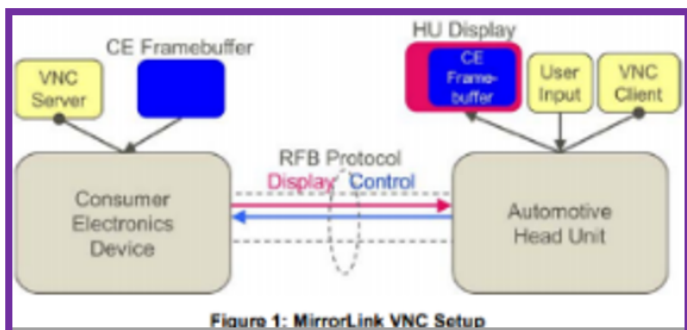 CE Framebuffer
VNC
Server
HU Display
CE
Frame-
buffer
User
Input
VNC
Client
RFB Protocol
Display Control
Consumer
Electronics
Device
Automotive
Head Unit
Figure 1: MirrorLink VNC Setup